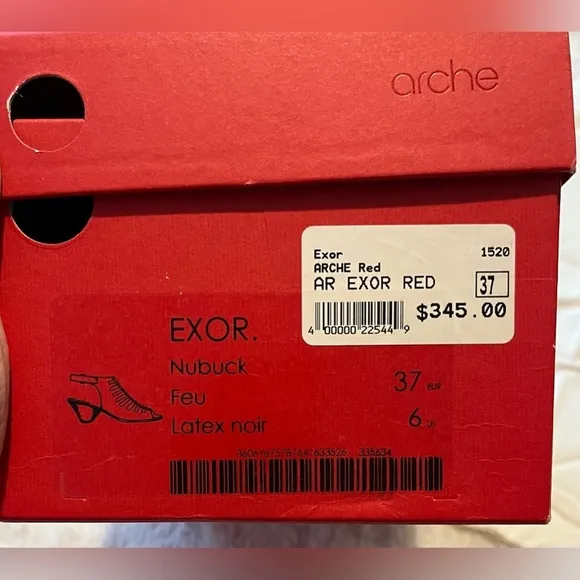 arche
Exor 1520
ARCHE Red
AR EXOR RED 37
$345.00
4 00000 22544 9
EXOR.
Nubuck
Feu
Latex noir
37 EUR
6 US
335634